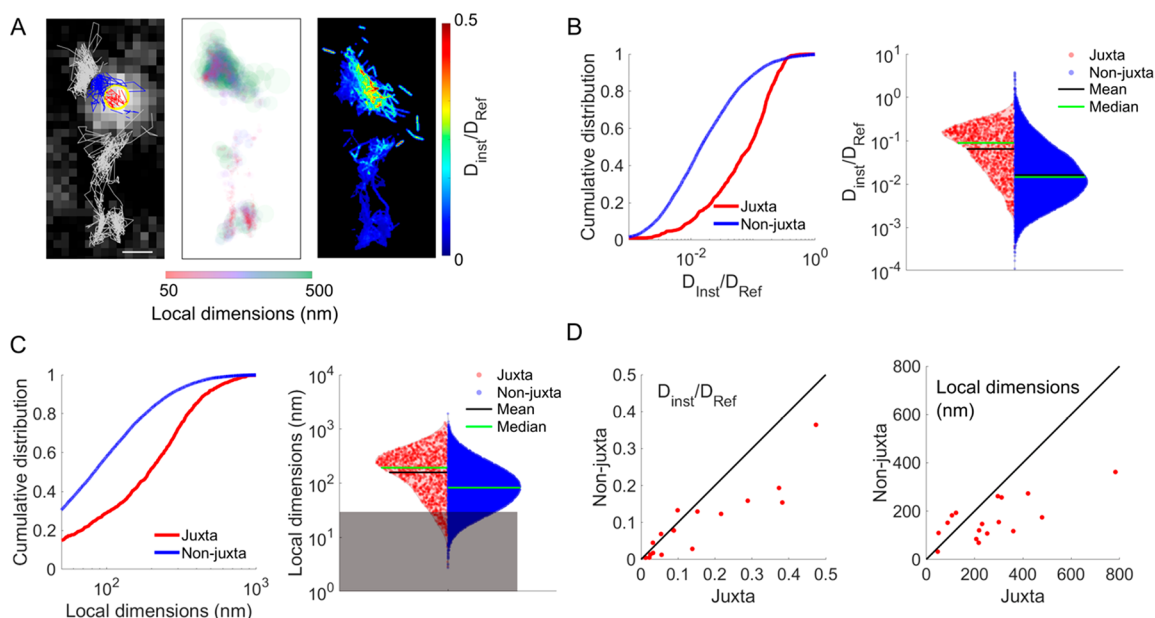 A
0.5
D_inst/D_Ref
0
50 500
Local dimensions (nm)
B
Cumulative distribution
1
0.8
0.6
0.4
0.2
0
Juxta
Non-juxta
10^-2 10^0
D_Inst/D_Ref
D_inst/D_Ref
10^1
10^0
10^-1
10^-2
10^-3
10^-4
Juxta
Non-juxta
Mean
Median
C
Cumulative distribution
1
0.8
0.6
0.4
0.2
0
Juxta
Non-juxta
10^2 10^3
Local dimensions (nm)
Local dimensions (nm)
10^4
10^3
10^2
10^1
10^0
Juxta
Non-juxta
Mean
Median
D
D_inst/D_Ref
Non-juxta
0.5
0.4
0.3
0.2
0.1
0
0 0.1 0.2 0.3 0.4 0.5
Juxta
Local dimensions
(nm)
Non-juxta
800
600
400
200
0
0 200 400 600 800
Juxta